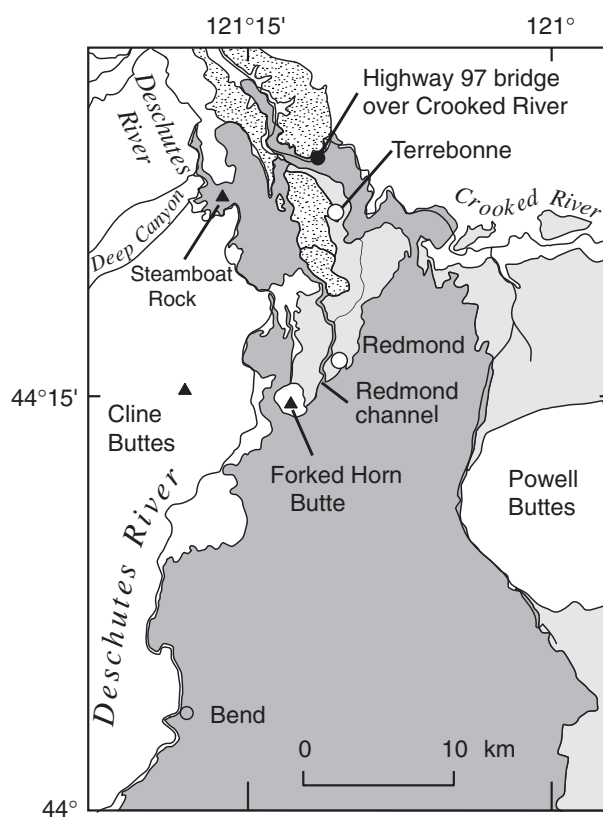 121°15'
121°
Deschutes
River
Highway 97 bridge
over Crooked River
Terrebonne
Crooked River
Deep Canyon
Steamboat
Rock
Redmond
44°15'
Redmond
channel
Cline
Buttes
Forked Horn
Butte
Powell
Buttes
Deschutes River
Bend
0 10 km
44°